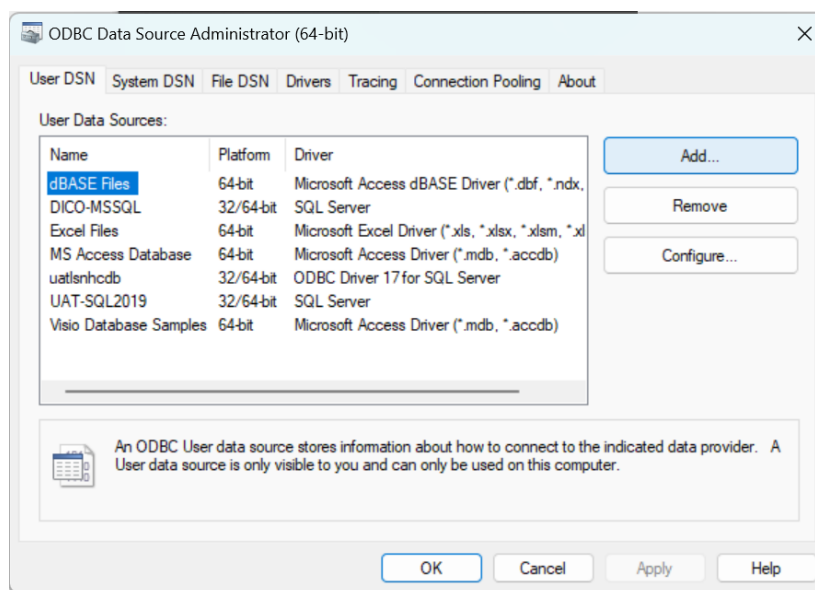 ODBC Data Source Administrator (64-bit)
User DSN System DSN File DSN Drivers Tracing Connection Pooling About
User Data Sources:
Name Platform Driver
dBASE Files 64-bit Microsoft Access dBASE Driver (*.dbf, *.ndx,
DICO-MSSQL 32/64-bit SQL Server
Excel Files 64-bit Microsoft Excel Driver (*.xls, *.xlsx, *.xlsm, *.xl
MS Access Database 64-bit Microsoft Access Driver (*.mdb, *.accdb)
uatlsnhcdb 32/64-bit ODBC Driver 17 for SQL Server
UAT-SQL2019 32/64-bit SQL Server
Visio Database Samples 64-bit Microsoft Access Driver (*.mdb, *.accdb)
Add...
Remove
Configure...
An ODBC User data source stores information about how to connect to the indicated data provider. A
User data source is only visible to you and can only be used on this computer.
OK Cancel Apply Help